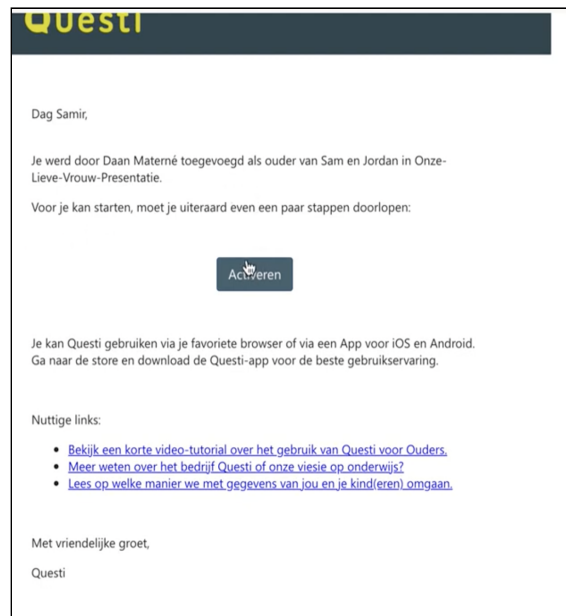 Questi
Dag Samir,
Je werd door Daan Materné toegevoegd als ouder van Sam en Jordan in Onze-
Lieve-Vrouw-Presentatie.
Voor je kan starten, moet je uiteraard even een paar stappen doorlopen:
Activeren
Je kan Questi gebruiken via je favoriete browser of via een App voor iOS en Android.
Ga naar de store en download de Questi-app voor de beste gebruikservaring.
Nuttige links:
Bekijk een korte video-tutorial over het gebruik van Questi voor Ouders.
Meer weten over het bedrijf Questi of onze viesie op onderwijs?
Lees op welke manier we met gegevens van jou en je kind(eren) omgaan.
Met vriendelijke groet,
Questi